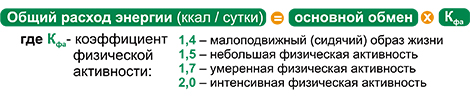 Общий расход энергии (ккал / сутки) = основной обмен x Кфа
где Кфа- коэффициент физической активности:
1,4 – малоподвижный (сидячий) образ жизни
1,5 – небольшая физическая активность
1,7 – умеренная физическая активность
2,0 – интенсивная физическая активность